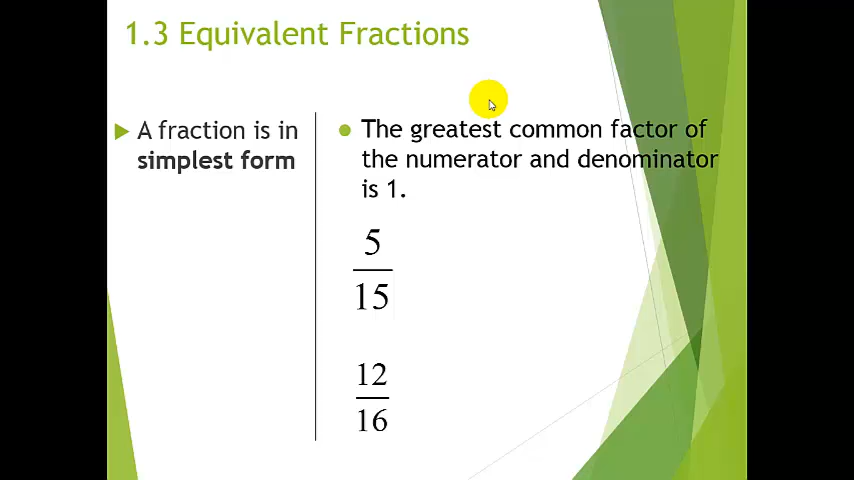 1.3 Equivalent Fractions
A fraction is in
simplest form
The greatest common factor of
the numerator and denominator
is 1.
5
15
12
16